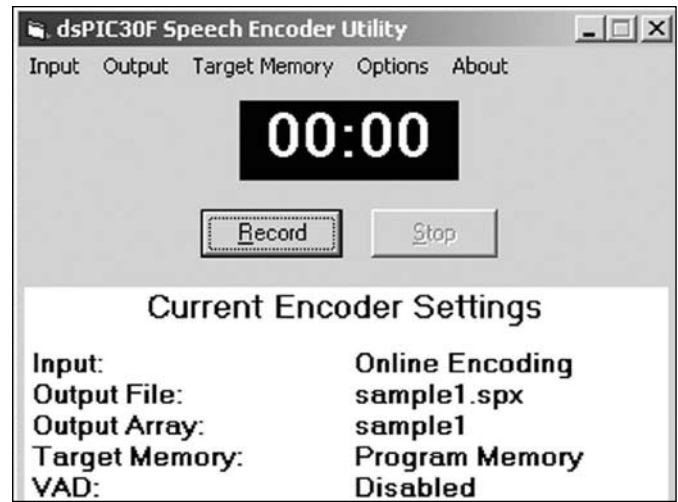 dsPIC30F Speech Encoder Utility
Input Output Target Memory Options About
00:00
Record Stop
Current Encoder Settings
Input: Online Encoding
Output File: sample1.spx
Output Array: sample1
Target Memory: Program Memory
VAD: Disabled